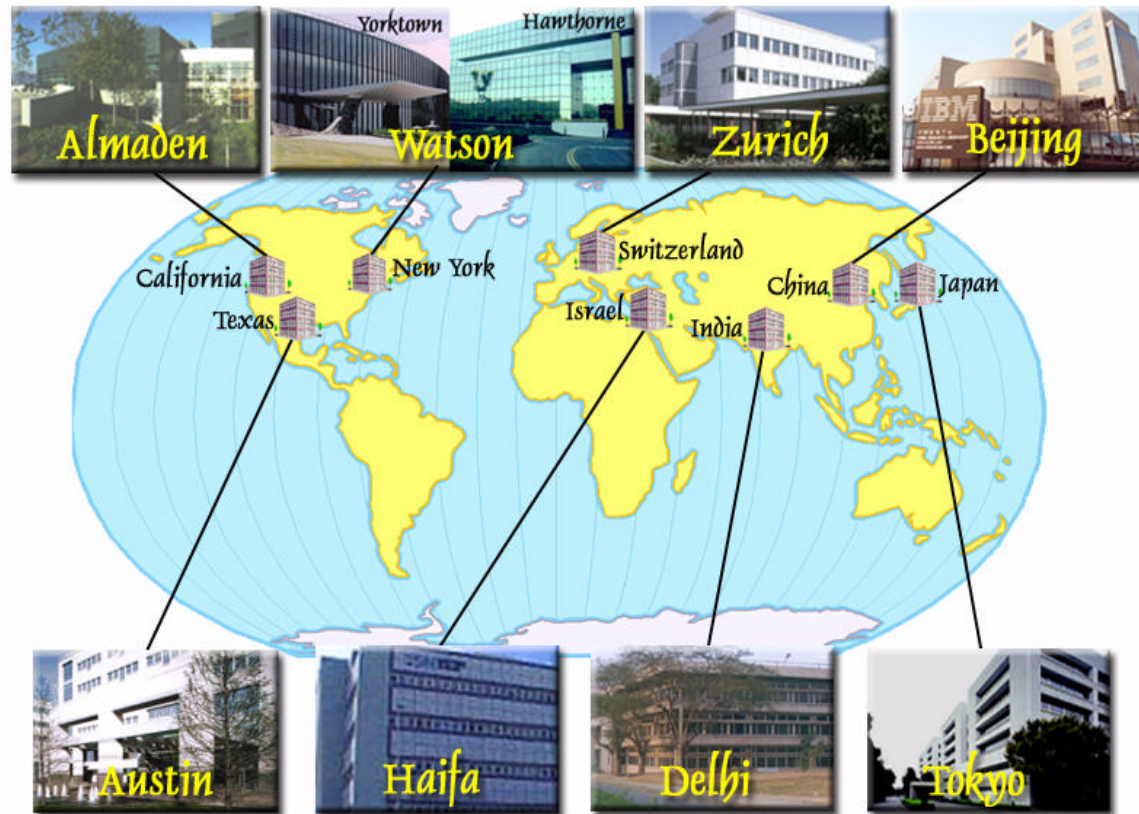 Yorktown
Hawthorne
Almaden
Watson
Zurich
IBM
Beijing
California
New York
Switzerland
Texas
Israel
India
China
Japan
Austin
Haifa
Delhi
Tokyo